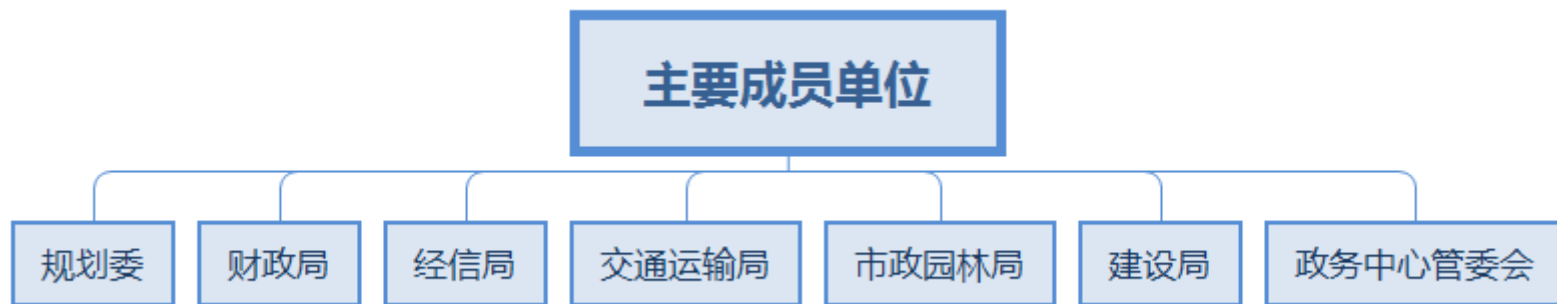 主要成员单位
规划委
财政局
经信局
交通运输局
市政园林局
建设局
政务中心管委会